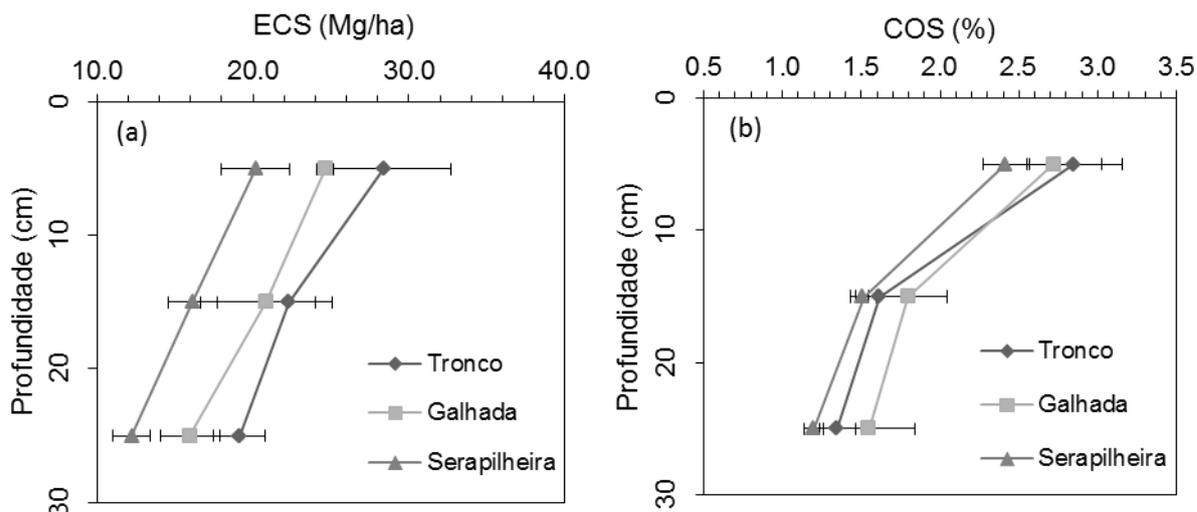 ECS (Mg/ha)
10.0 20.0 30.0 40.0
0
10
20
30
Profundidade (cm)
(a)
Tronco
Galhada
Serapilheira
COS (%)
0.5 1.0 1.5 2.0 2.5 3.0 3.5
0
10
20
30
Profundidade (cm)
(b)
Tronco
Galhada
Serapilheira